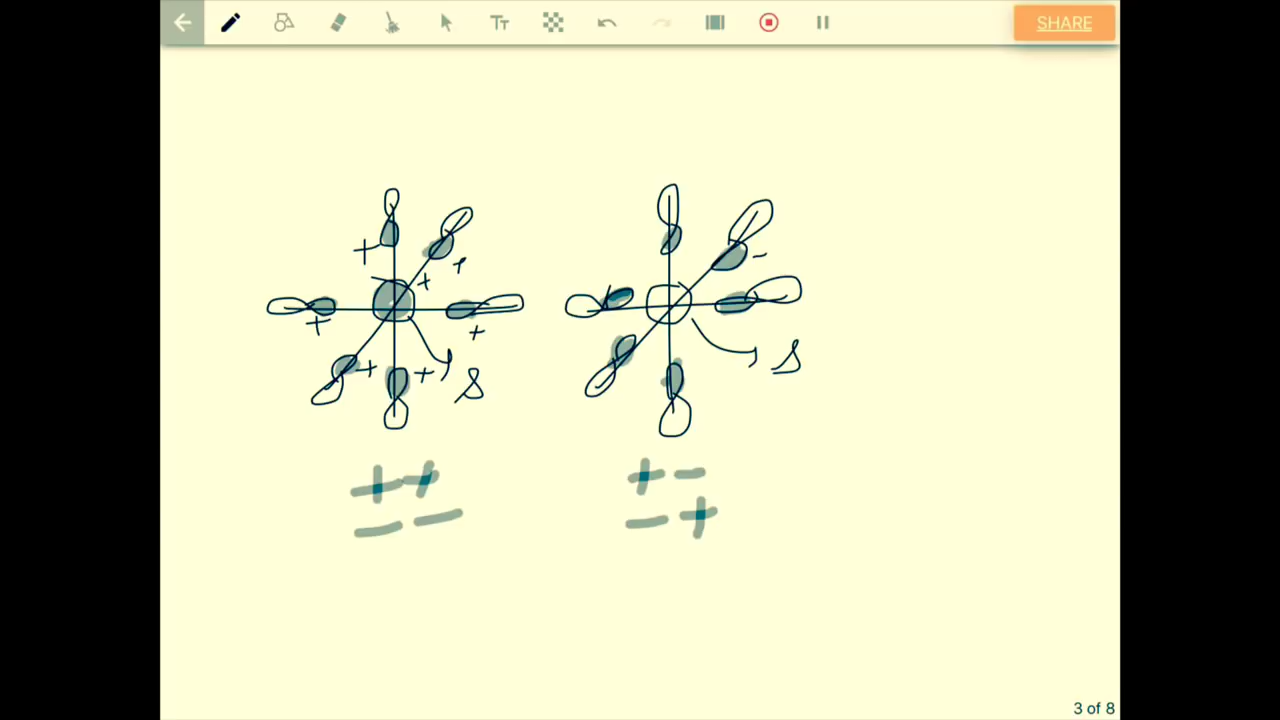 SHARE
+ + +
+ +
+ + s
-
s
+ + + -
- - - +
3 of 8